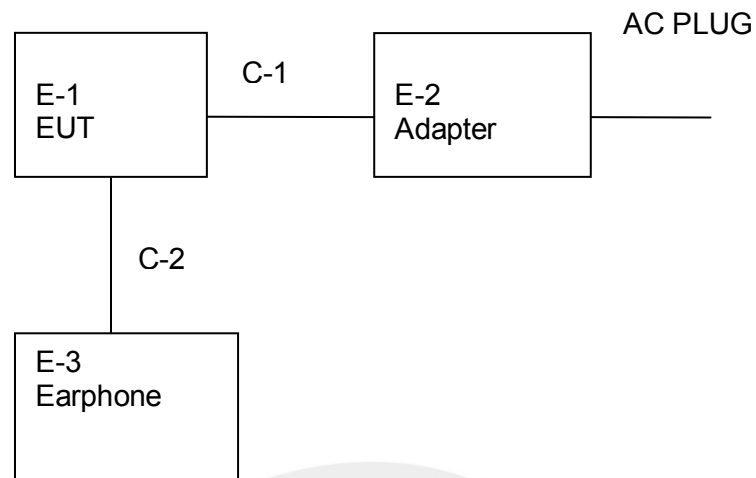 AC PLUG
C-1
E-1
EUT
E-2
Adapter
C-2
E-3
Earphone